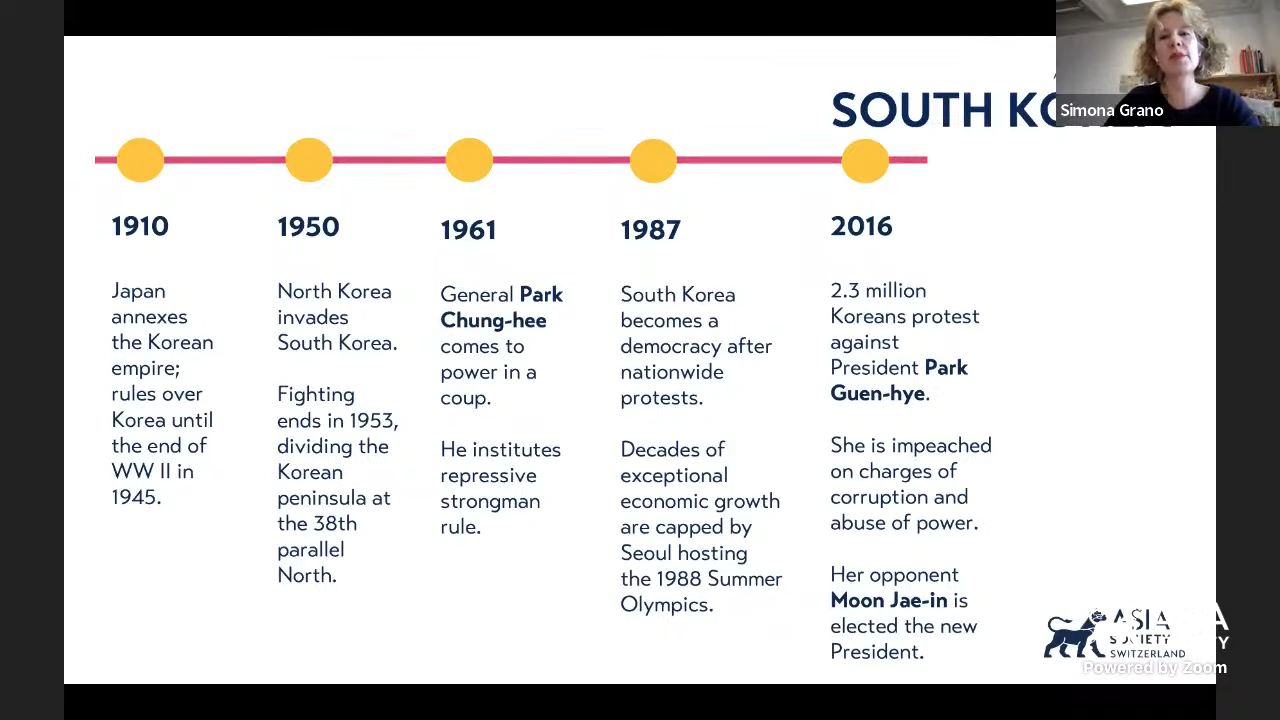 SOUTH KO
Simona Grano
1910
Japan
annexes
the Korean
empire;
rules over
Korea until
the end of
WW II in
1945.
1950
North Korea
invades
South Korea.
Fighting
ends in 1953,
dividing the
Korean
peninsula at
the 38th
parallel
North.
1961
General Park
Chung-hee
comes to
power in a
coup.
He institutes
repressive
strongman
rule.
1987
South Korea
becomes a
democracy after
nationwide
protests.
Decades of
exceptional
economic growth
are capped by
Seoul hosting
the 1988 Summer
Olympics.
2016
2.3 million
Koreans protest
against
President Park
Guen-hye.
She is impeached
on charges of
corruption and
abuse of power.
Her opponent
Moon Jae-in is
elected the new
President.
ASIA
SOCIETY
SWITZERLAND
Powered by Zoom